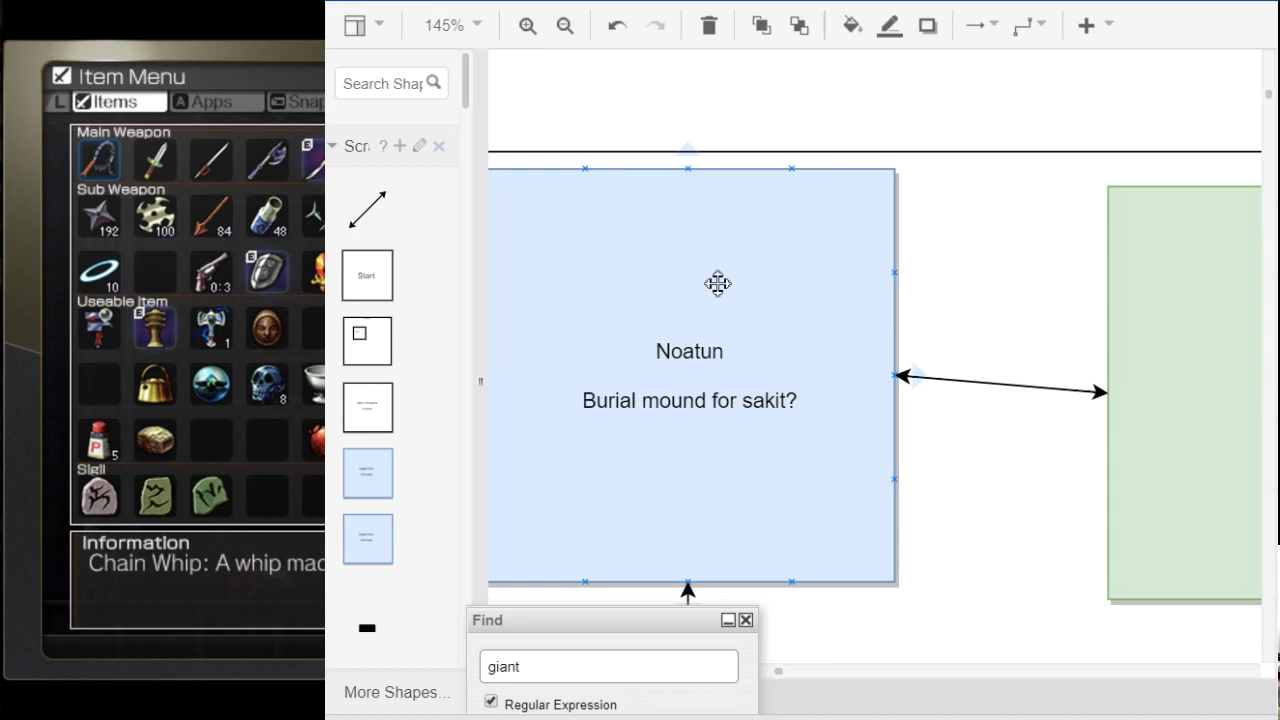 Item Menu
L Items A Apps Snap
Main Weapon
E
Sub Weapon
192 100 84 48
E
10 0:3
Useable Item
E
1
8
P 5
Sigil
Information
Chain Whip: A whip mad
145%
Search Shap
Scr
? 
Start
More Shapes...
Noatun
Burial mound for sakit?
Find
giant
Regular Expression